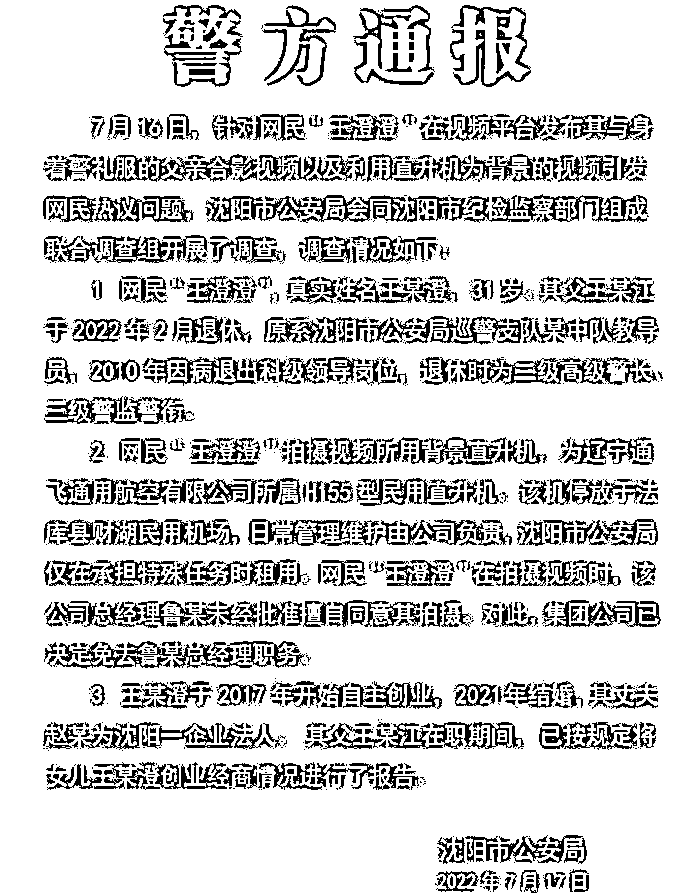 警方通报
7月16日，针对网民“王澄澄”在视频平台发布其与身
着警礼服的父亲合影视频以及利用直升机为背景的视频引发
网民热议问题，沈阳市公安局会同沈阳市纪检监察部门组成
联合调查组开展了调查，调查情况如下：
1．网民“王澄澄”，真实姓名王某澄，31岁。其父王某江
于2022年2月退休，原系沈阳市公安局巡警支队某中队教导
员，2010年因病退出科级领导岗位，退休时为三级高级警长、
三级警监警衔。
2．网民“王澄澄”拍摄视频所用背景直升机，为辽宁通
飞通用航空有限公司所属H155型民用直升机。该机停放于法
库县财湖民用机场，日常管理维护由公司负责，沈阳市公安局
仅在承担特殊任务时租用。网民“王澄澄”在拍摄视频时，该
公司总经理鲁某未经批准擅自同意其拍摄。对此，集团公司已
决定免去鲁某总经理职务。
3．王某澄于2017年开始自主创业，2021年结婚，其丈夫
赵某为沈阳一企业法人。其父王某江在职期间，已按规定将
女儿王某澄创业经商情况进行了报告。
沈阳市公安局
2022年7月17日